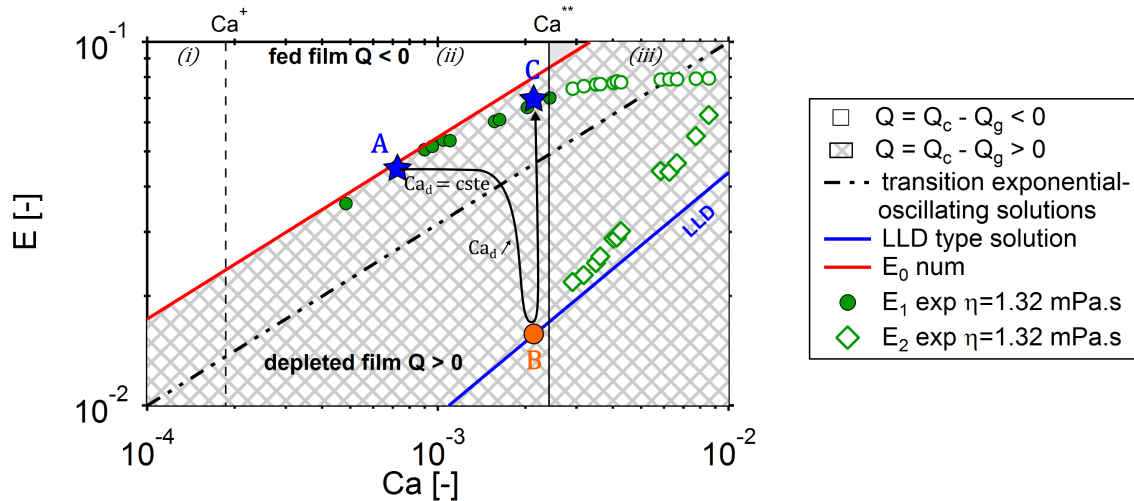 Ca⁺ Ca**
(i) fed film Q < 0 (ii) (iii)
10⁻¹
C
A
Ca_d = cste
Ca_d
LLD
depleted film Q > 0
B
10⁻²
10⁻⁴ 10⁻³ 10⁻²
E [-]
Ca [-]
Q = Q_c - Q_g < 0
Q = Q_c - Q_g > 0
transition exponential-
oscillating solutions
LLD type solution
E₀ num
E₁ exp η=1.32 mPa.s
E₂ exp η=1.32 mPa.s